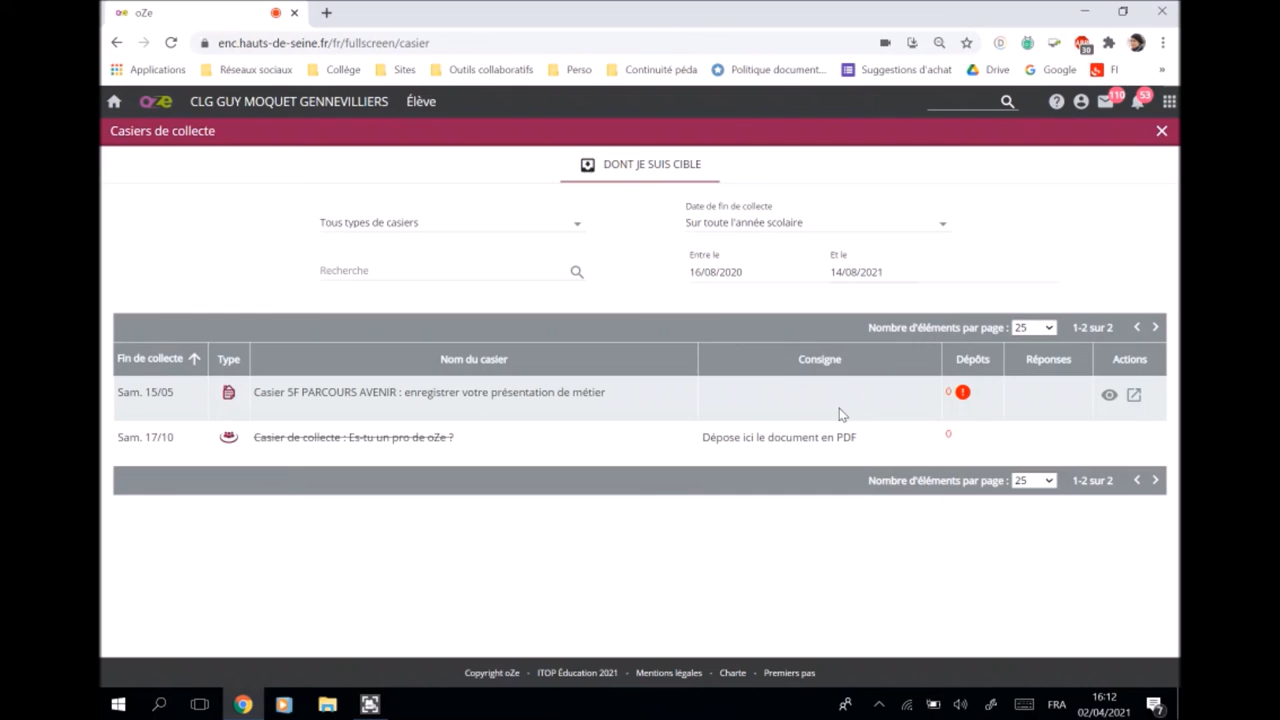 oZe
enc.hauts-de-seine.fr/fr/fullscreen/casier
30
Applications Réseaux sociaux Collège Sites Outils collaboratifs Perso Continuité péda Politique document... Suggestions d'achat Drive Google FI »
oze CLG GUY MOQUET GENNEVILLIERS Élève 110 53
Casiers de collecte
DONT JE SUIS CIBLE
Date de fin de collecte
Tous types de casiers Sur toute l'année scolaire
Entre le Et le
Recherche 16/08/2020 14/08/2021
Nombre d'éléments par page : 25 1-2 sur 2
Fin de collecte Type Nom du casier Consigne Dépôts Réponses Actions
Sam. 15/05 Casier 5F PARCOURS AVENIR : enregistrer votre présentation de métier 0 !
Sam. 17/10 Casier de collecte : Es-tu un pro de oZe ? Dépose ici le document en PDF 0
Nombre d'éléments par page : 25 1-2 sur 2
Copyright oZe - ITOP Éducation 2021 - Mentions légales - Charte - Premiers pas
FRA 16:12
02/04/2021 7